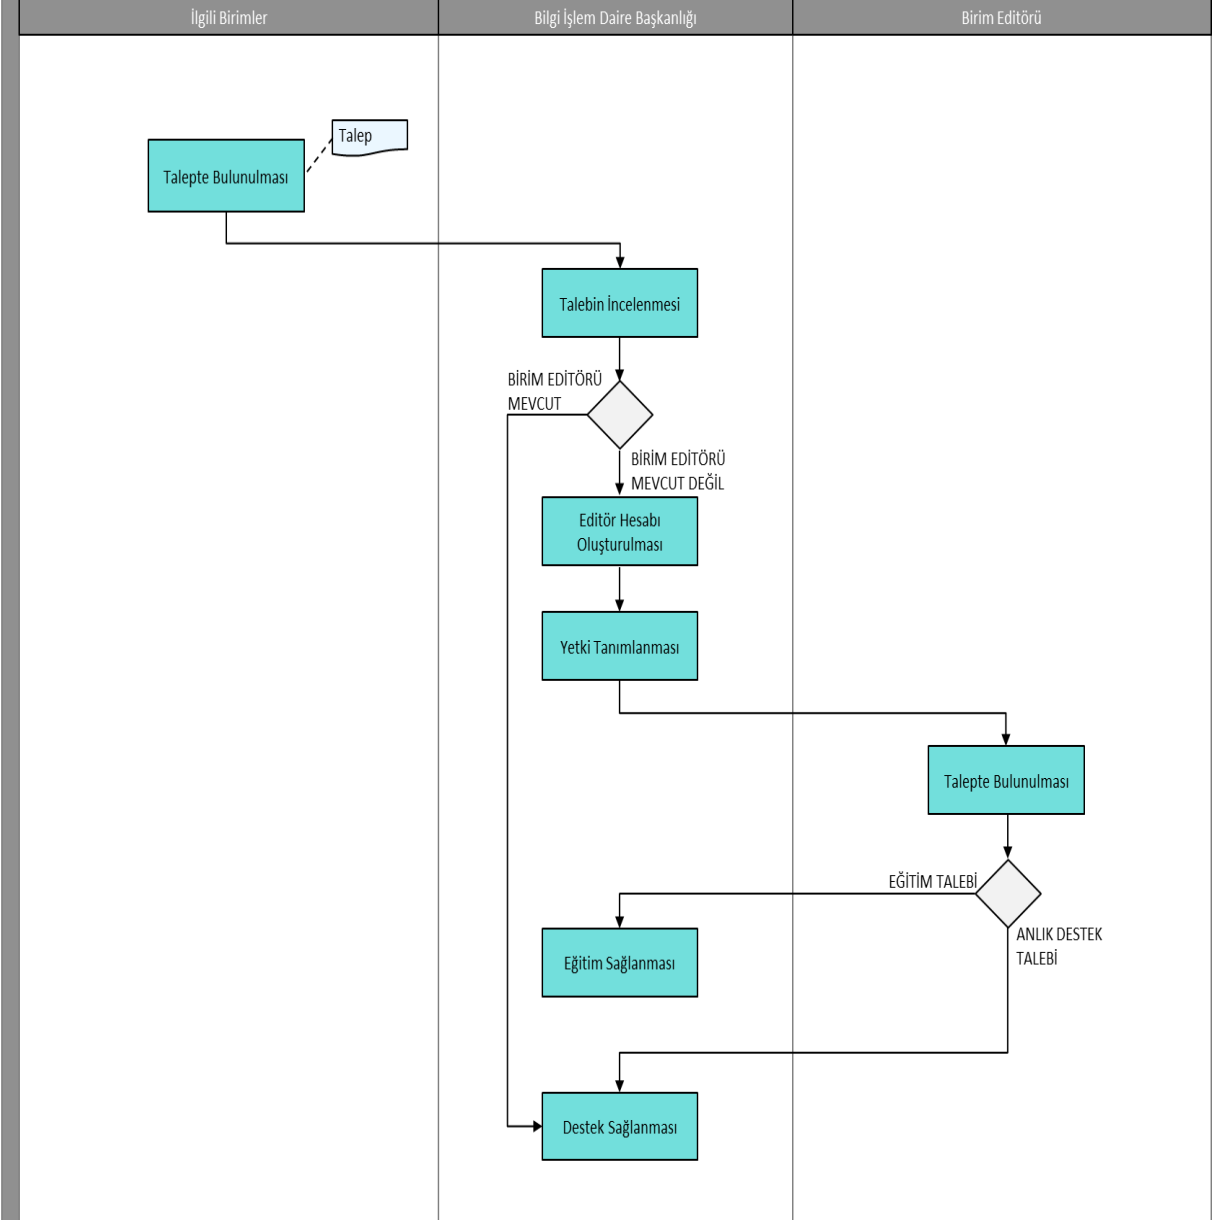 İlgili Birimler
Bilgi İşlem Daire Başkanlığı
Birim Editörü
Talep
Talepte Bulunulması
Talebin İncelenmesi
BİRİM EDİTÖRÜ
MEVCUT
BİRİM EDİTÖRÜ
MEVCUT DEĞİL
Editör Hesabı
Oluşturulması
Yetki Tanımlanması
Talepte Bulunulması
EĞİTİM TALEBİ
ANLIK DESTEK
TALEBİ
Eğitim Sağlanması
Destek Sağlanması